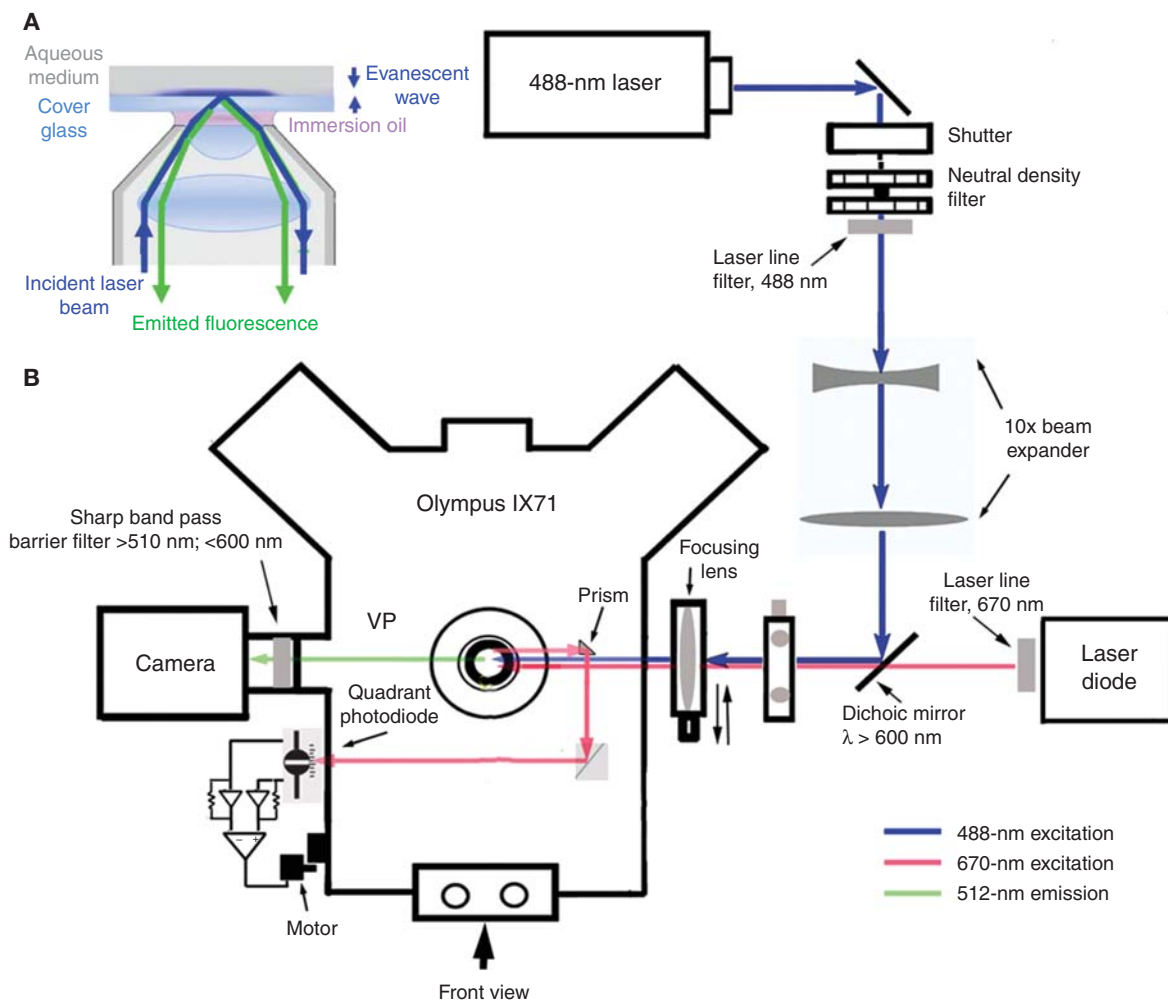 A
Aqueous
medium
Cover
glass
Evanescent
wave
Immersion oil
Incident laser
beam
Emitted fluorescence
488-nm laser
Shutter
Neutral density
filter
Laser line
filter, 488 nm
10x beam
expander
B
Olympus IX71
Sharp band pass
barrier filter >510 nm; <600 nm
VP
Prism
Focusing
lens
Laser line
filter, 670 nm
Camera
Laser
diode
Quadrant
photodiode
Dichoic mirror
λ > 600 nm
− +
Motor
Front view
488-nm excitation
670-nm excitation
512-nm emission